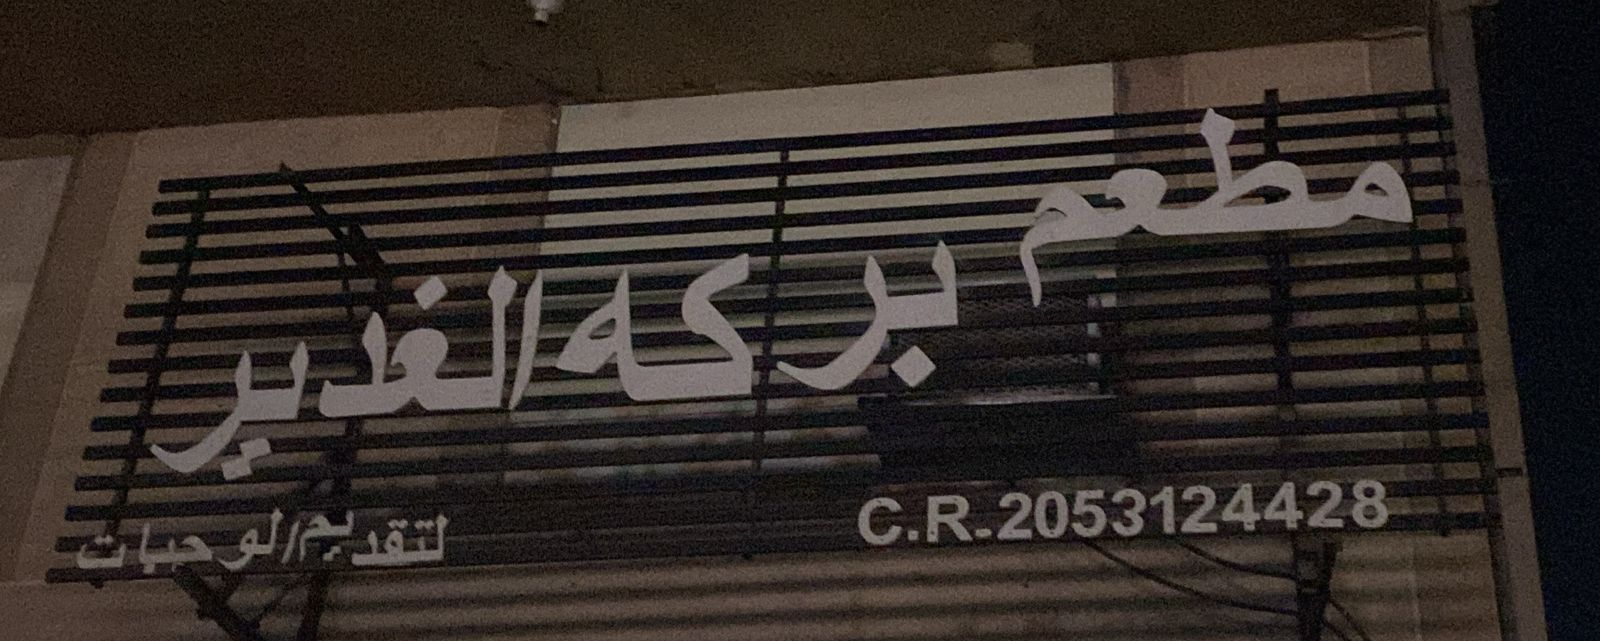 مطعم
بركه الغدير
لتقديم الوجبات
C.R.2053124428